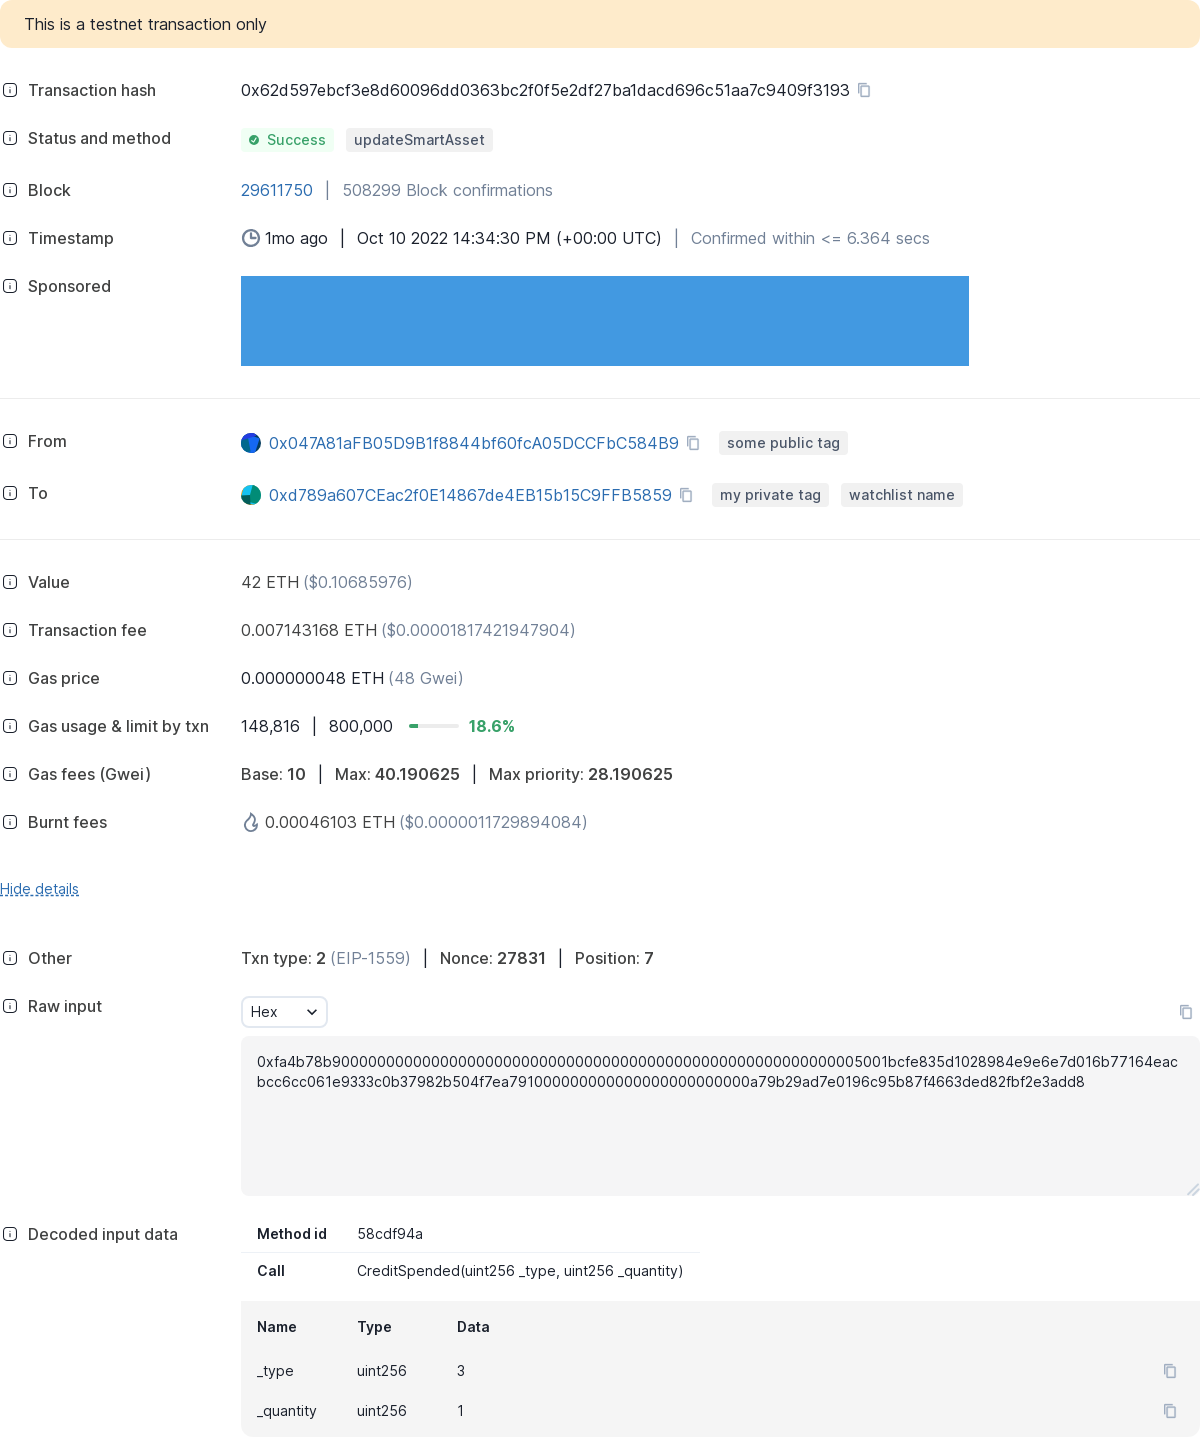 This is a testnet transaction only
Transaction hash 0x62d597ebcf3e8d60096dd0363bc2f0f5e2df27ba1dacd696c51aa7c9409f3193
Status and method Success updateSmartAsset
Block 29611750 | 508299 Block confirmations
Timestamp 1mo ago | Oct 10 2022 14:34:30 PM (+00:00 UTC) | Confirmed within <= 6.364 secs
Sponsored
From 0x047A81aFB05D9B1f8844bf60fcA05DCCFbC584B9 some public tag
To 0xd789a607CEac2f0E14867de4EB15b15C9FFB5859 my private tag watchlist name
Value 42 ETH ($0.10685976)
Transaction fee 0.007143168 ETH ($0.00001817421947904)
Gas price 0.000000048 ETH (48 Gwei)
Gas usage & limit by txn 148,816 | 800,000 18.6%
Gas fees (Gwei) Base: 10 | Max: 40.190625 | Max priority: 28.190625
Burnt fees 0.00046103 ETH ($0.0000011729894084)
Hide details
Other Txn type: 2 (EIP-1559) | Nonce: 27831 | Position: 7
Raw input Hex
0xfa4b78b90000000000000000000000000000000000000000000000000000000005001bcfe835d1028984e9e6e7d016b77164eac
bcc6cc061e9333c0b37982b504f7ea791000000000000000000000000a79b29ad7e0196c95b87f4663ded82fbf2e3add8
Decoded input data Method id 58cdf94a
Call CreditSpended(uint256 _type, uint256 _quantity)
Name Type Data
_type uint256 3
_quantity uint256 1